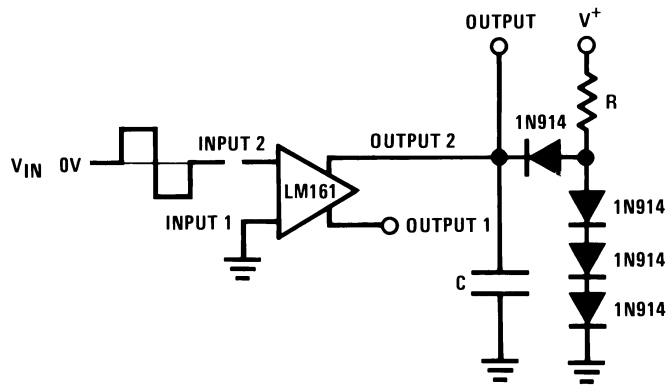 OUTPUT
V+
R
1N914
INPUT 2
OUTPUT 2
VIN 0V
LM161
1N914
INPUT 1
OUTPUT 1
1N914
C
1N914